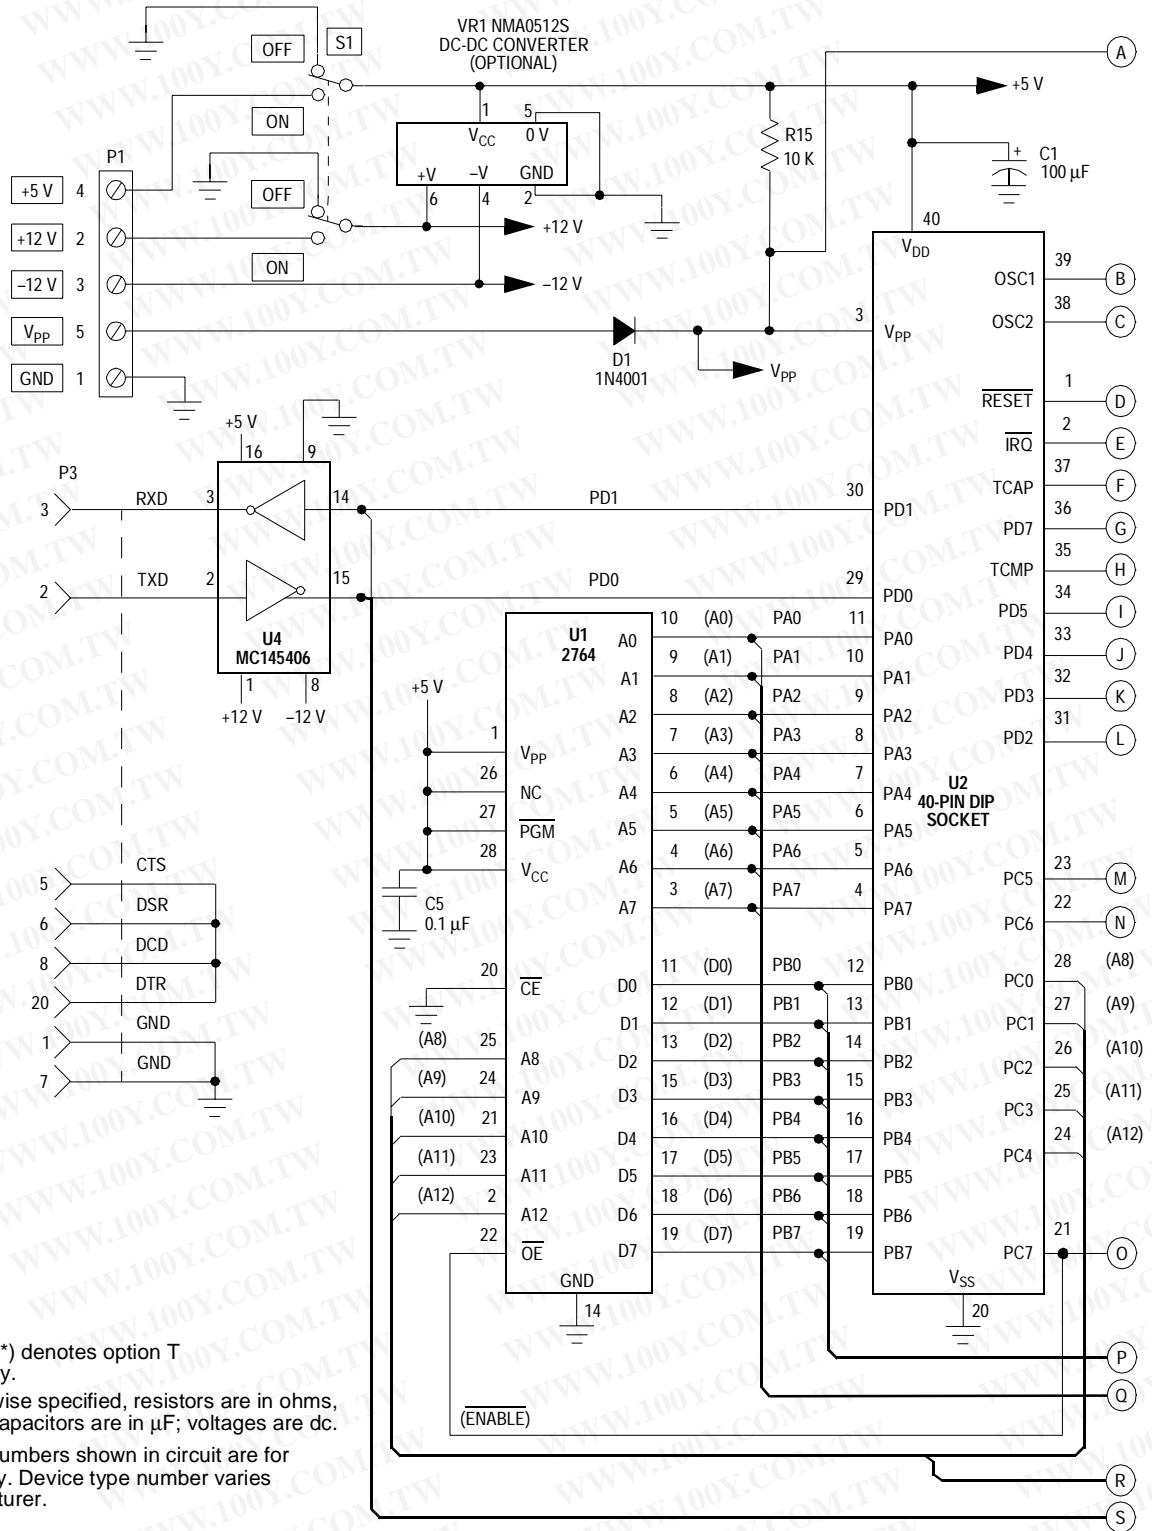 VR1 NMA0512S
DC-DC CONVERTER
(OPTIONAL)
OFF
S1
A
+5 V
ON
1
5
VCC
0 V
+V
–V
GND
6
4
2
R15
10 K
+
C1
100 µF
P1
+5 V 4
OFF
+12 V 2
+12 V
ON
–12 V 3
–12 V
VPP 5
GND 1
D1
1N4001
VPP
40
VDD
3
VPP
OSC1
39
B
OSC2
38
C
RESET
1
D
IRQ
2
E
TCAP
37
F
PD7
36
G
TCMP
35
H
PD5
34
I
PD4
33
J
PD3
32
K
PD2
31
L
+5 V
16
9
P3
3
RXD
3
14
PD1
30
PD1
2
TXD
2
15
PD0
29
PD0
U4
MC145406
1
8
+12 V
–12 V
U1
2764
A0 10 (A0) PA0 11 PA0
A1 9 (A1) PA1 10 PA1
A2 8 (A2) PA2 9 PA2
A3 7 (A3) PA3 8 PA3
A4 6 (A4) PA4 7 PA4
A5 5 (A5) PA5 6 PA5
A6 4 (A6) PA6 5 PA6
A7 3 (A7) PA7 4 PA7
U2
40-PIN DIP
SOCKET
+5 V
1
VPP
26
NC
27
PGM
28
VCC
C5
0.1 µF
20
CE
5
CTS
6
DSR
8
DCD
20
DTR
1
GND
7
GND
PC5
23
M
PC6
22
N
PC0 28 (A8)
PC1 27 (A9)
PC2 26 (A10)
PC3 25 (A11)
PC4 24 (A12)
D0 11 (D0) PB0 12 PB0
D1 12 (D1) PB1 13 PB1
D2 13 (D2) PB2 14 PB2
D3 15 (D3) PB3 15 PB3
D4 16 (D4) PB4 16 PB4
D5 17 (D5) PB5 17 PB5
D6 18 (D6) PB6 18 PB6
D7 19 (D7) PB7 19 PB7
(A8) 25 A8
(A9) 24 A9
(A10) 21 A10
(A11) 23 A11
(A12) 2 A12
22 OE
GND
14
PC7
21
O
VSS
20
P
Q
(ENABLE)
R
S
*) denotes option T
y.
vise specified, resistors are in ohms,
apacitors are in µF; voltages are dc.
umbers shown in circuit are for
y. Device type number varies
turer.
WWW.100Y.COM.TW